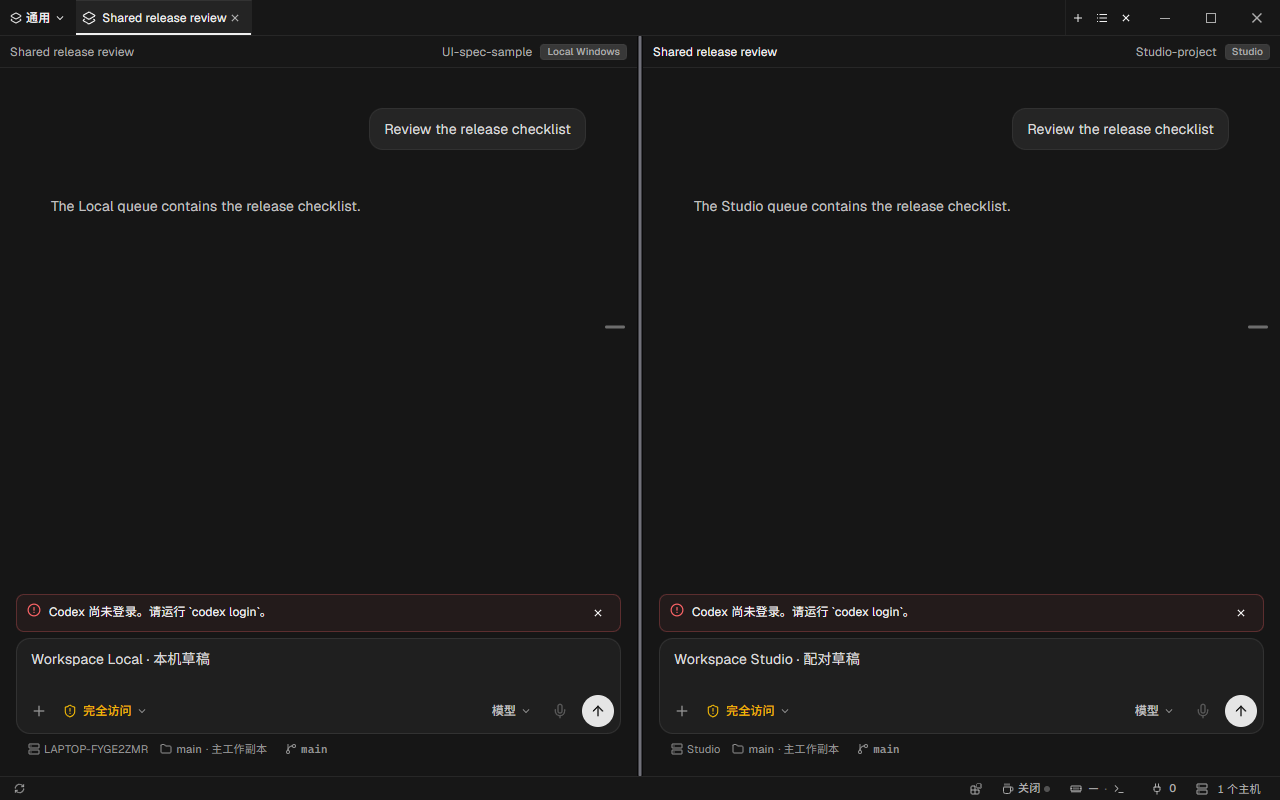 通用
Shared release review
Shared release review
UI-spec-sample
Local Windows
Review the release checklist
The Local queue contains the release checklist.
Codex 尚未登录。请运行 `codex login`。
Workspace Local · 本机草稿
完全访问
模型
LAPTOP-FYGE2ZMR
main · 主工作副本
main
Shared release review
Studio-project
Studio
Review the release checklist
The Studio queue contains the release checklist.
Codex 尚未登录。请运行 `codex login`。
Workspace Studio · 配对草稿
完全访问
模型
Studio
main · 主工作副本
main
关闭
0
1 个主机